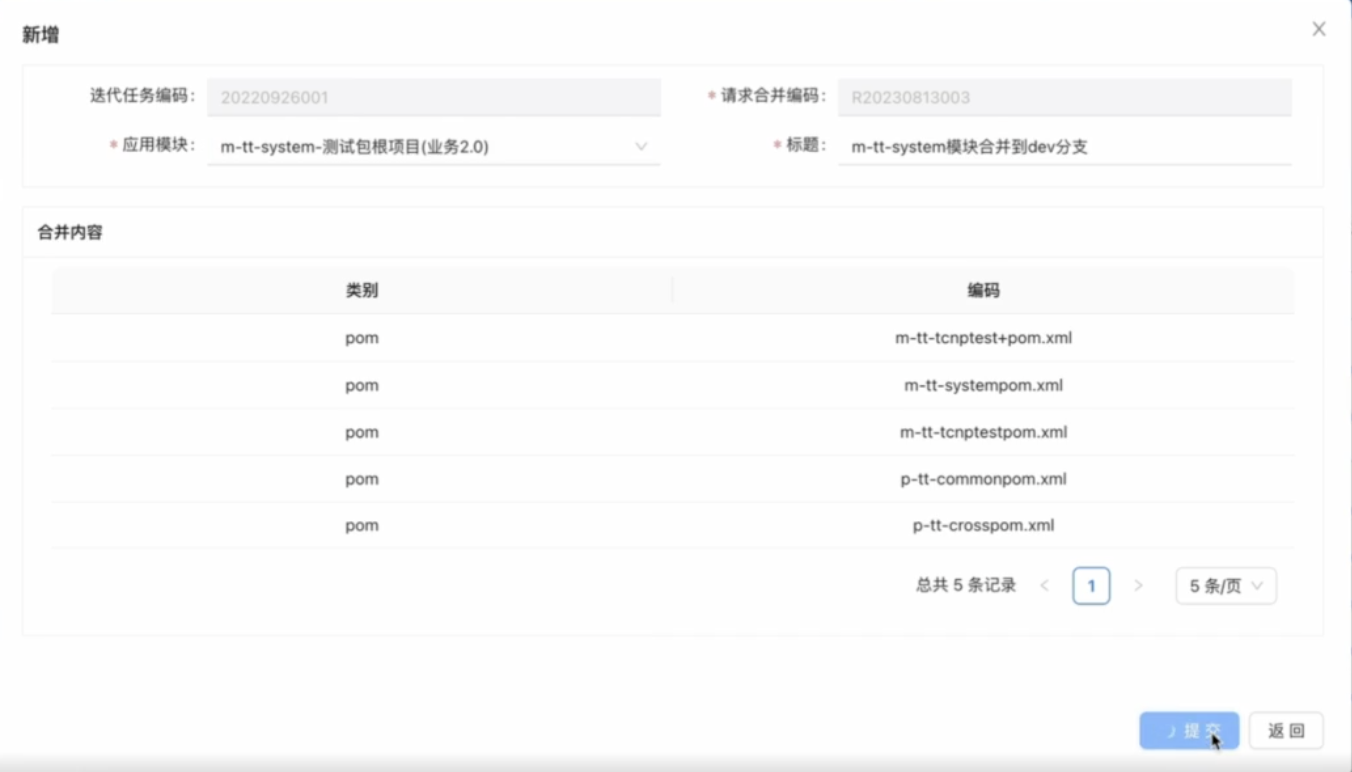 新增
迭代任务编码: 20220926001 * 请求合并编码: R20230813003
* 应用模块: m-tt-system-测试包根项目(业务2.0) * 标题: m-tt-system模块合并到dev分支
合并内容
类别 编码
pom m-tt-tcnptest+pom.xml
pom m-tt-systempom.xml
pom m-tt-tcnptestpom.xml
pom p-tt-commonpom.xml
pom p-tt-crosspom.xml
总共 5 条记录 < 1 > 5 条/页
提交 返回